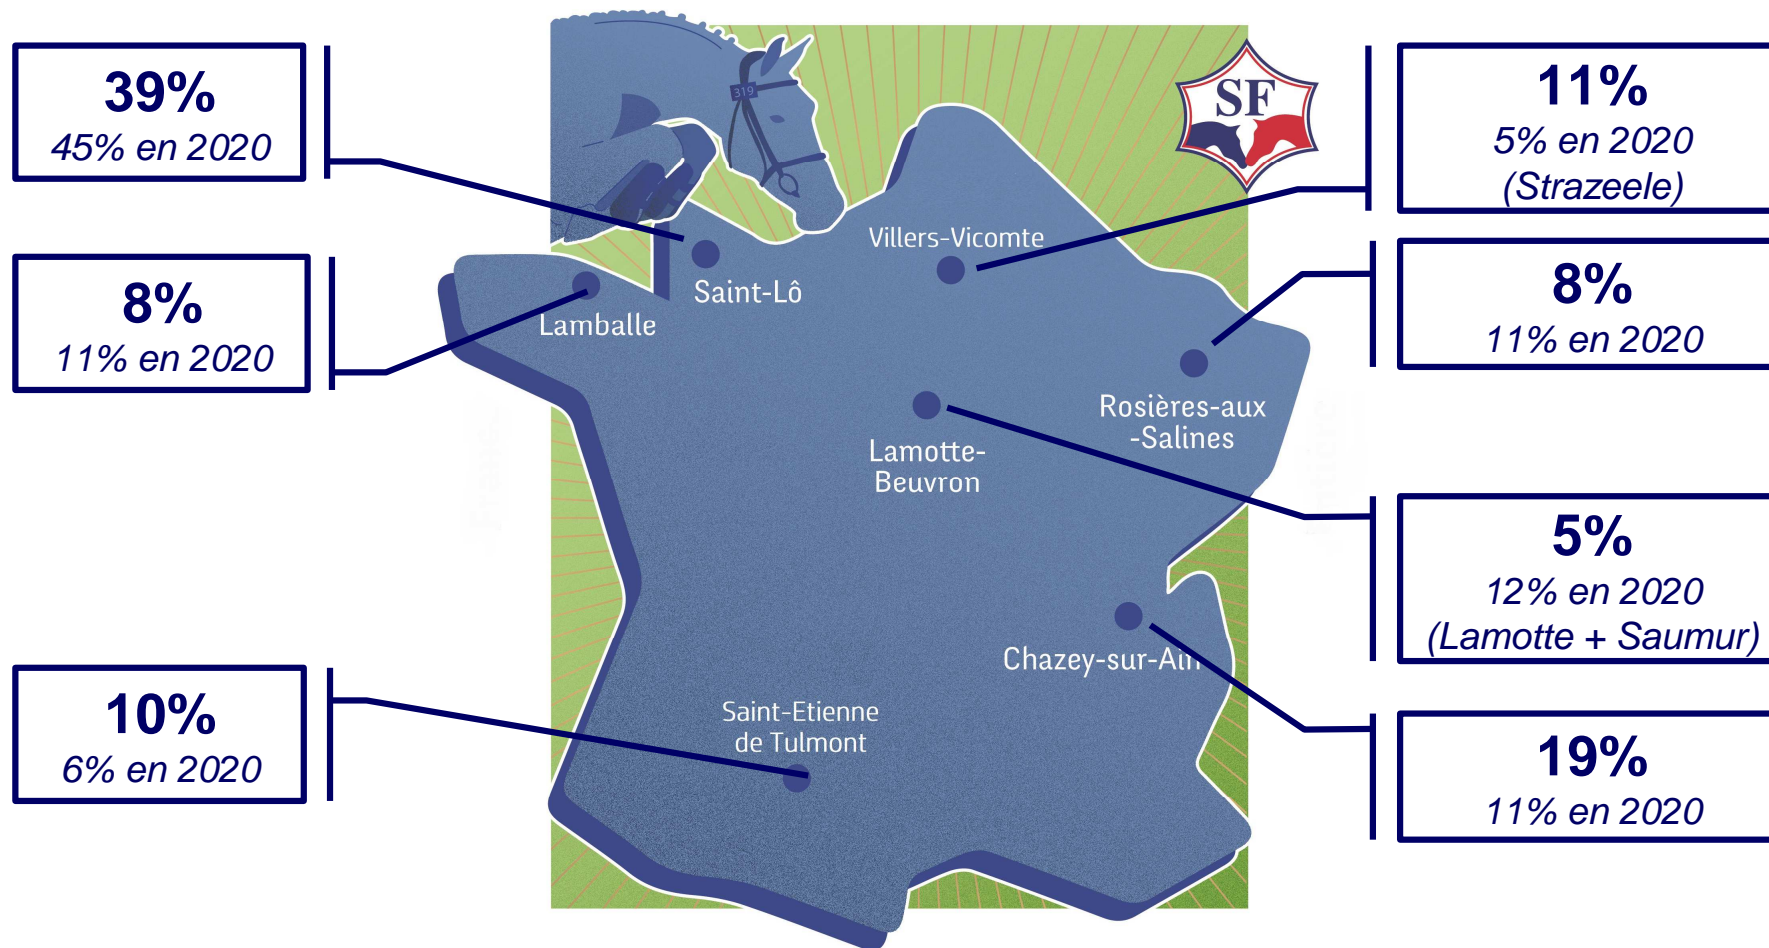 39%
45% en 2020
319
SF
11%
5% en 2020
(Strazeele)
Villers-Vicomte
Saint-Lô
8%
11% en 2020
Lamballe
8%
11% en 2020
Rosières-aux
-Salines
Lamotte-
Beuvron
5%
12% en 2020
(Lamotte + Saumur)
Chazey-sur-Ain
10%
6% en 2020
Saint-Etienne
de Tulmont
19%
11% en 2020